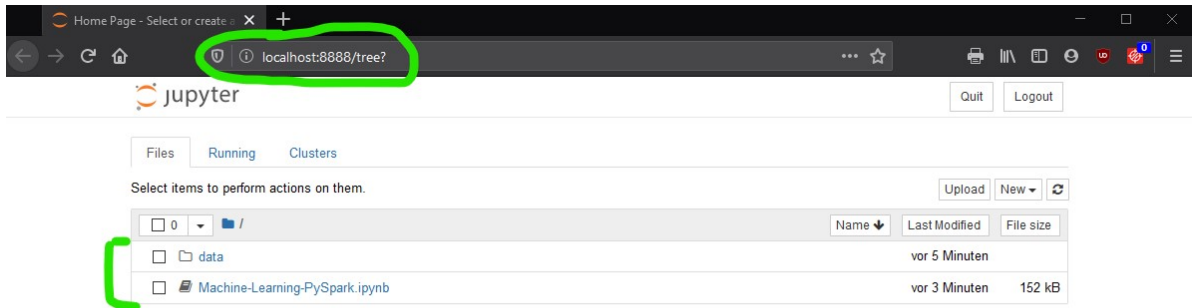 Home Page - Select or create a
localhost:8888/tree?
UD 0
jupyter Quit Logout
Files Running Clusters
Select items to perform actions on them. Upload New
0 / Name Last Modified File size
data vor 5 Minuten
Machine-Learning-PySpark.ipynb vor 3 Minuten 152 kB